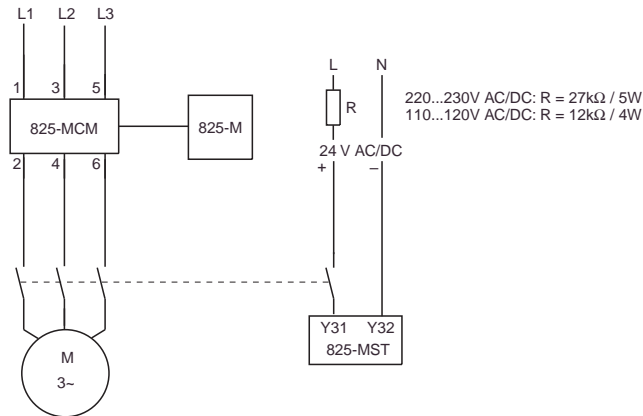 L1 L2 L3
L N
1 3 5
220...230V AC/DC: R = 27kΩ / 5W
R
110...120V AC/DC: R = 12kΩ / 4W
825-MCM
825-M
24 V AC/DC
2 4 6
+ –
Y31 Y32
825-MST
M
3~